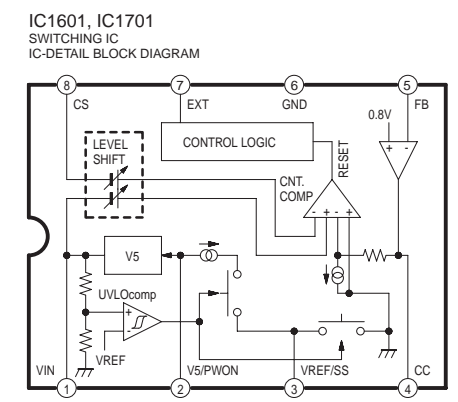 IC1601, IC1701
SWITCHING IC
IC-DETAIL BLOCK DIAGRAM
8 7 6 5
CS EXT GND FB
0.8V
+ -
LEVEL
SHIFT
CONTROL LOGIC
RESET
CNT.
COMP
- + - +
V5
UVLOcomp
+
-
VREF
VIN V5/PWON VREF/SS CC
1 2 3 4